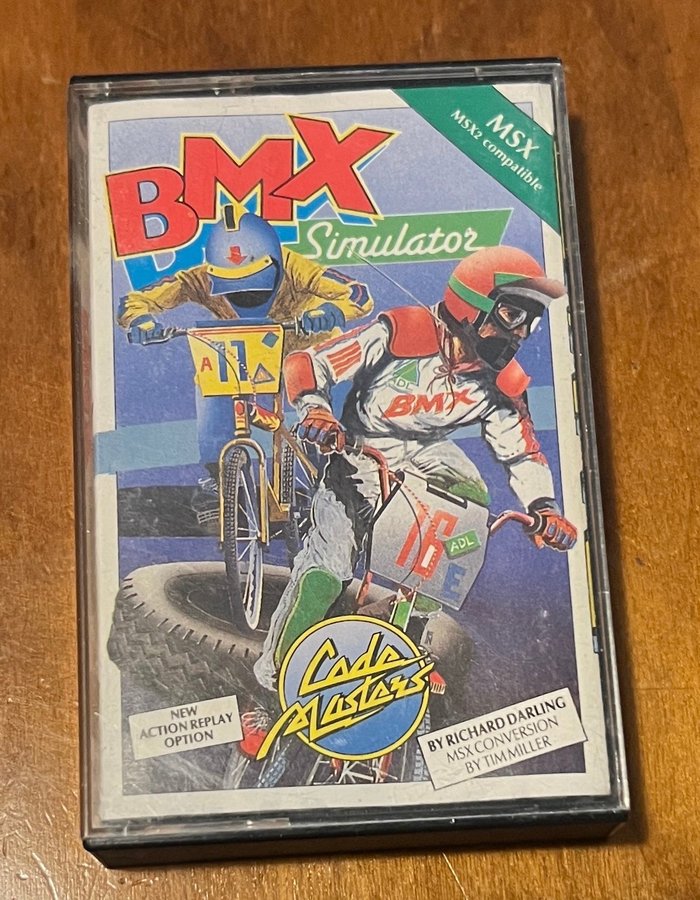 MSX
MSX2 compatible
BMX
Simulator
A 11
ADL
BMX
16
ADL
E
Code
Masters
NEW
ACTION REPLAY
OPTION
BY RICHARD DARLING
MSX CONVERSION
BY TIM MILLER